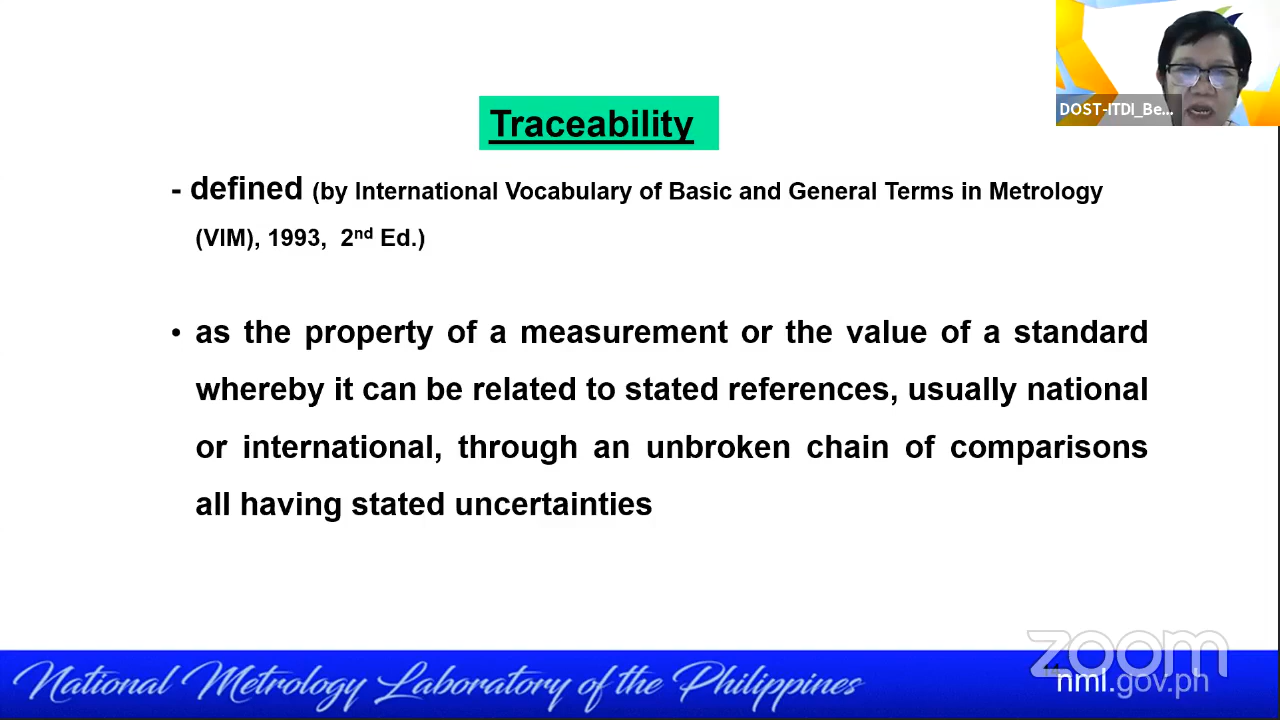 DOST-ITDI_Be...
Traceability
- defined (by International Vocabulary of Basic and General Terms in Metrology
(VIM), 1993, 2nd Ed.)
• as the property of a measurement or the value of a standard
whereby it can be related to stated references, usually national
or international, through an unbroken chain of comparisons
all having stated uncertainties
zoom
National Metrology Laboratory of the Philippines
nml.gov.ph